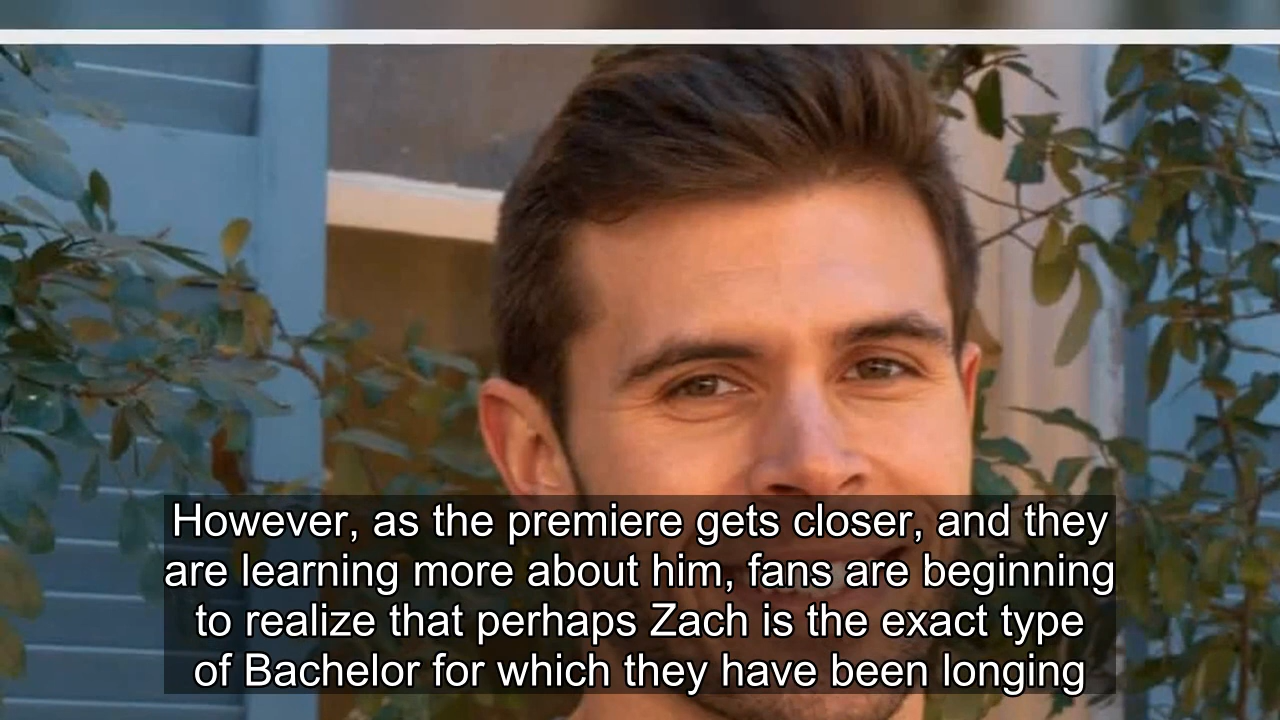 However, as the premiere gets closer, and they
are learning more about him, fans are beginning
to realize that perhaps Zach is the exact type
of Bachelor for which they have been longing